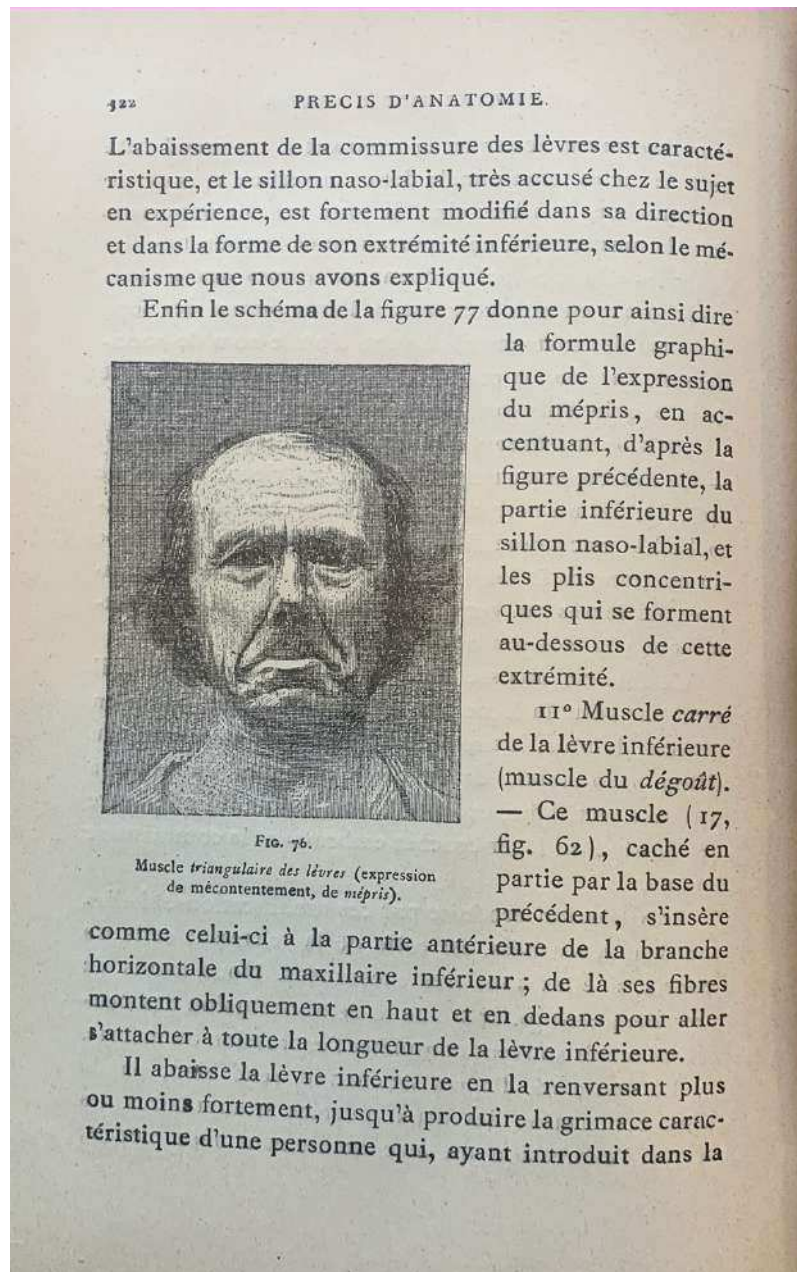 322
PRECIS D'ANATOMIE.
L'abaissement de la commissure des lèvres est caracté-
ristique, et le sillon naso-labial, très accusé chez le sujet
en expérience, est fortement modifié dans sa direction
et dans la forme de son extrémité inférieure, selon le mé-
canisme que nous avons expliqué.
Enfin le schéma de la figure 77 donne pour ainsi dire
la formule graphi-
que de l'expression
du mépris, en ac-
centuant, d'après la
figure précédente, la
partie inférieure du
sillon naso-labial, et
les plis concentri-
ques qui se forment
au-dessous de cette
extrémité.
11° Muscle carré
de la lèvre inférieure
(muscle du dégoût).
— Ce muscle (17,
fig. 62), caché en
partie par la base du
précédent, s'insère
FIG. 76.
Muscle triangulaire des lèvres (expression
de mécontentement, de mépris).
comme celui-ci à la partie antérieure de la branche
horizontale du maxillaire inférieur ; de là ses fibres
montent obliquement en haut et en dedans pour aller
s'attacher à toute la longueur de la lèvre inférieure.
Il abaisse la lèvre inférieure en la renversant plus
ou moins fortement, jusqu'à produire la grimace carac-
téristique d'une personne qui, ayant introduit dans la